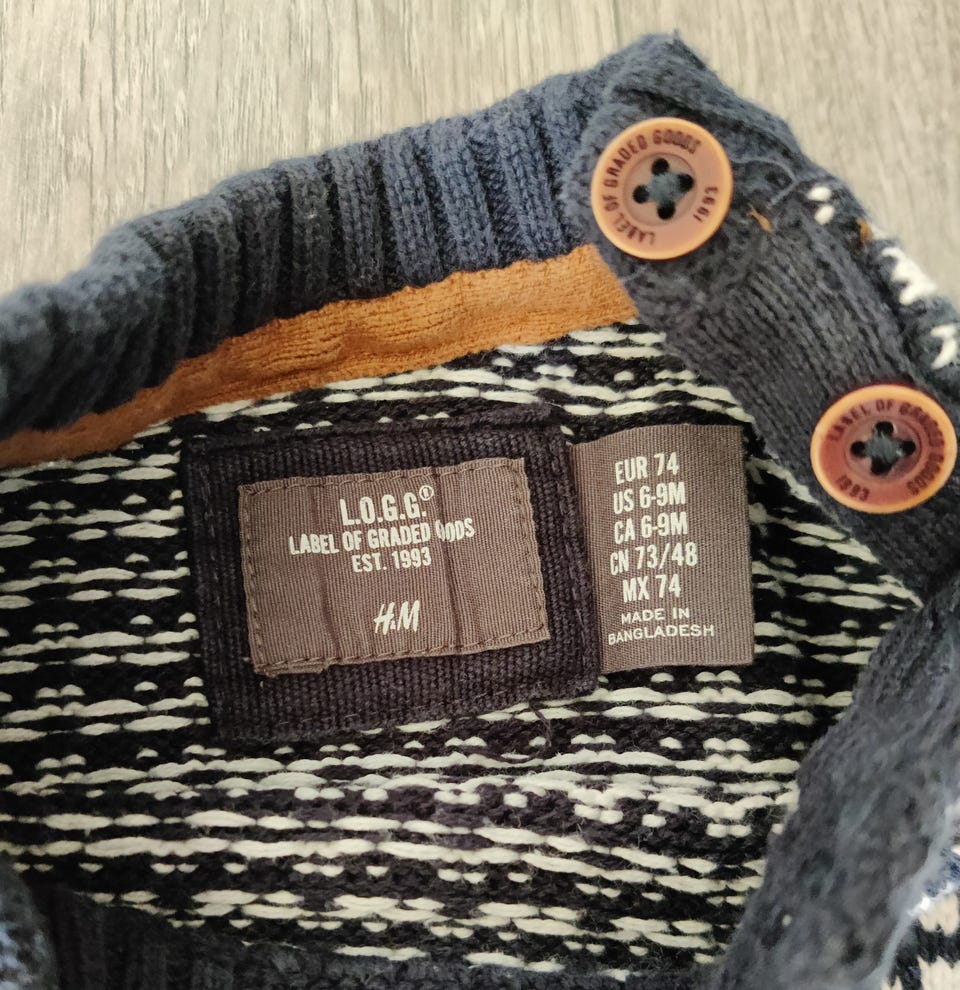 LABEL OF GRADED GOODS
1993
LABEL OF GRADED GOODS
1993
L.O.G.G.®
LABEL OF GRADED GOODS
EST. 1993
H&M
EUR 74
US 6-9M
CA 6-9M
CN 73/48
MX 74
MADE IN
BANGLADESH